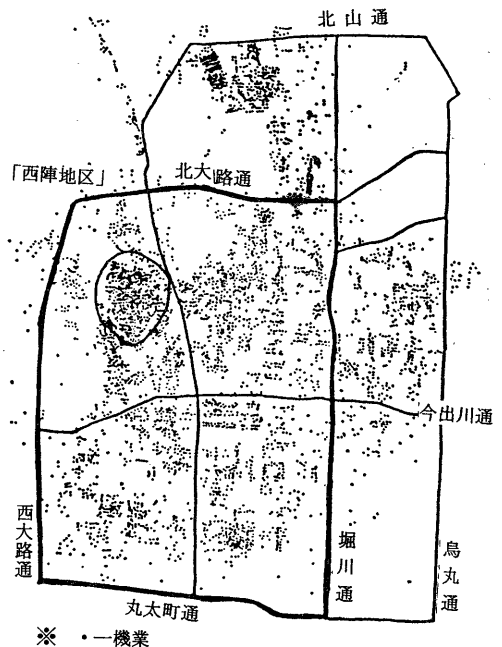 北山通
「西陣地区」
北大路通
今出川通
西大路通
堀川通
烏丸通
丸太町通
※ ・一機業